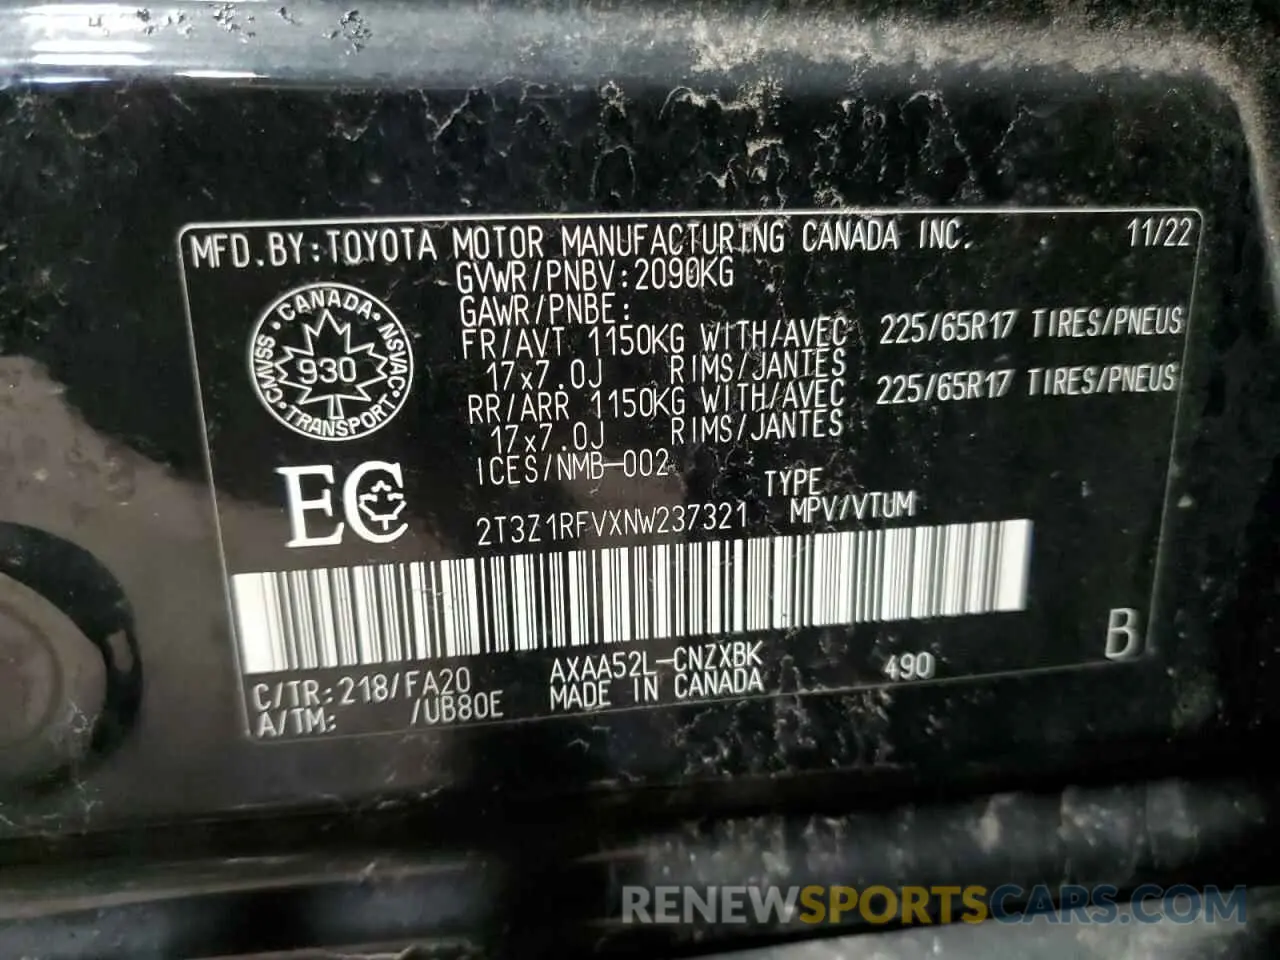 MFD.BY:TOYOTA MOTOR MANUFACTURING CANADA INC. 11/22
GVWR/PNBV:2090KG
GAWR/PNBE:
FR/AVT 1150KG WITH/AVEC 225/65R17 TIRES/PNEUS
17x7.0J RIMS/JANTES
RR/ARR 1150KG WITH/AVEC 225/65R17 TIRES/PNEUS
17x7.0J RIMS/JANTES
ICES/NMB-002
CANADA • NSVAC • TRANSPORT • CMVSS •
930
EC
TYPE
2T3Z1RFVXNW237321 MPV/VTUM
B
C/TR:218/FA20 AXAA52L-CNZXBK 490
A/TM: /UB80E MADE IN CANADA
RENEWSPORTSCARS.COM